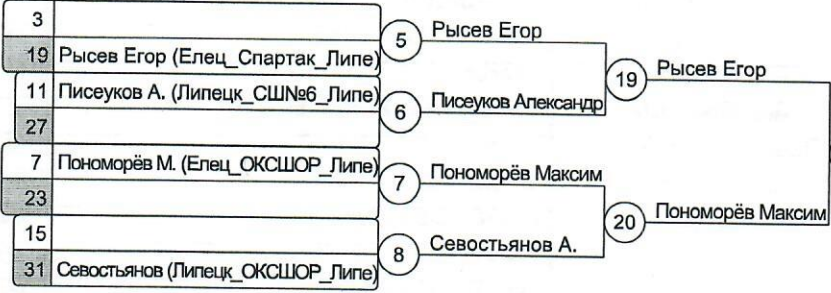 3
19 Рысев Егор (Елец_Спартак_Липе)
5 Рысев Егор
11 Писеуков А. (Липецк_СШ№6_Липе)
27
6 Писеуков Александр
19 Рысев Егор
7 Пономорёв М. (Елец_ОКСШОР_Липе)
23
7 Пономорёв Максим
15
31 Севостьянов (Липецк_ОКСШОР_Липе)
8 Севостьянов А.
20 Пономорёв Максим